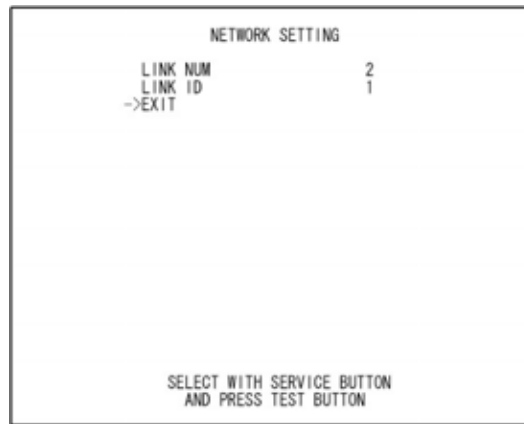 NETWORK SETTING
LINK NUM 2
LINK ID 1
->EXIT
SELECT WITH SERVICE BUTTON
AND PRESS TEST BUTTON